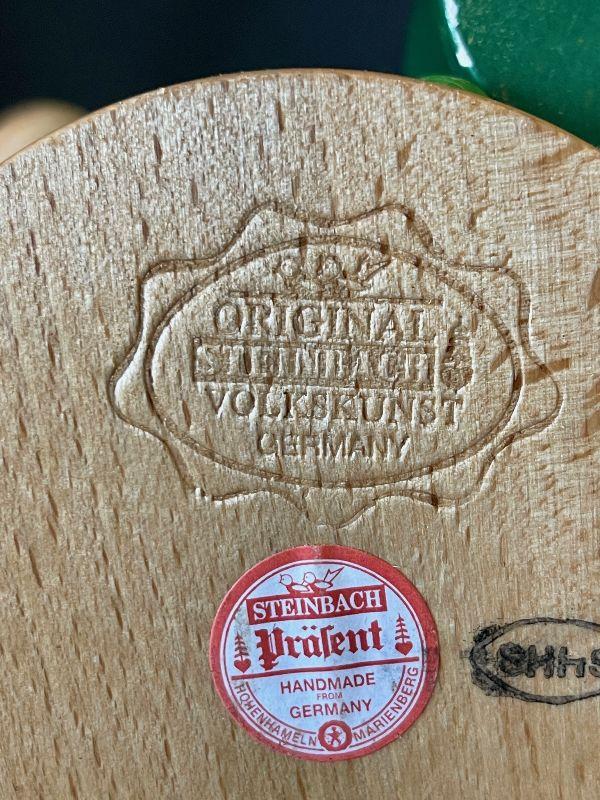 ORIGINAL
STEINBACH
VOLKSKUNST
GERMANY
STEINBACH
Präſent
HANDMADE
FROM
GERMANY
HOHENHAMELN MARIENBERG